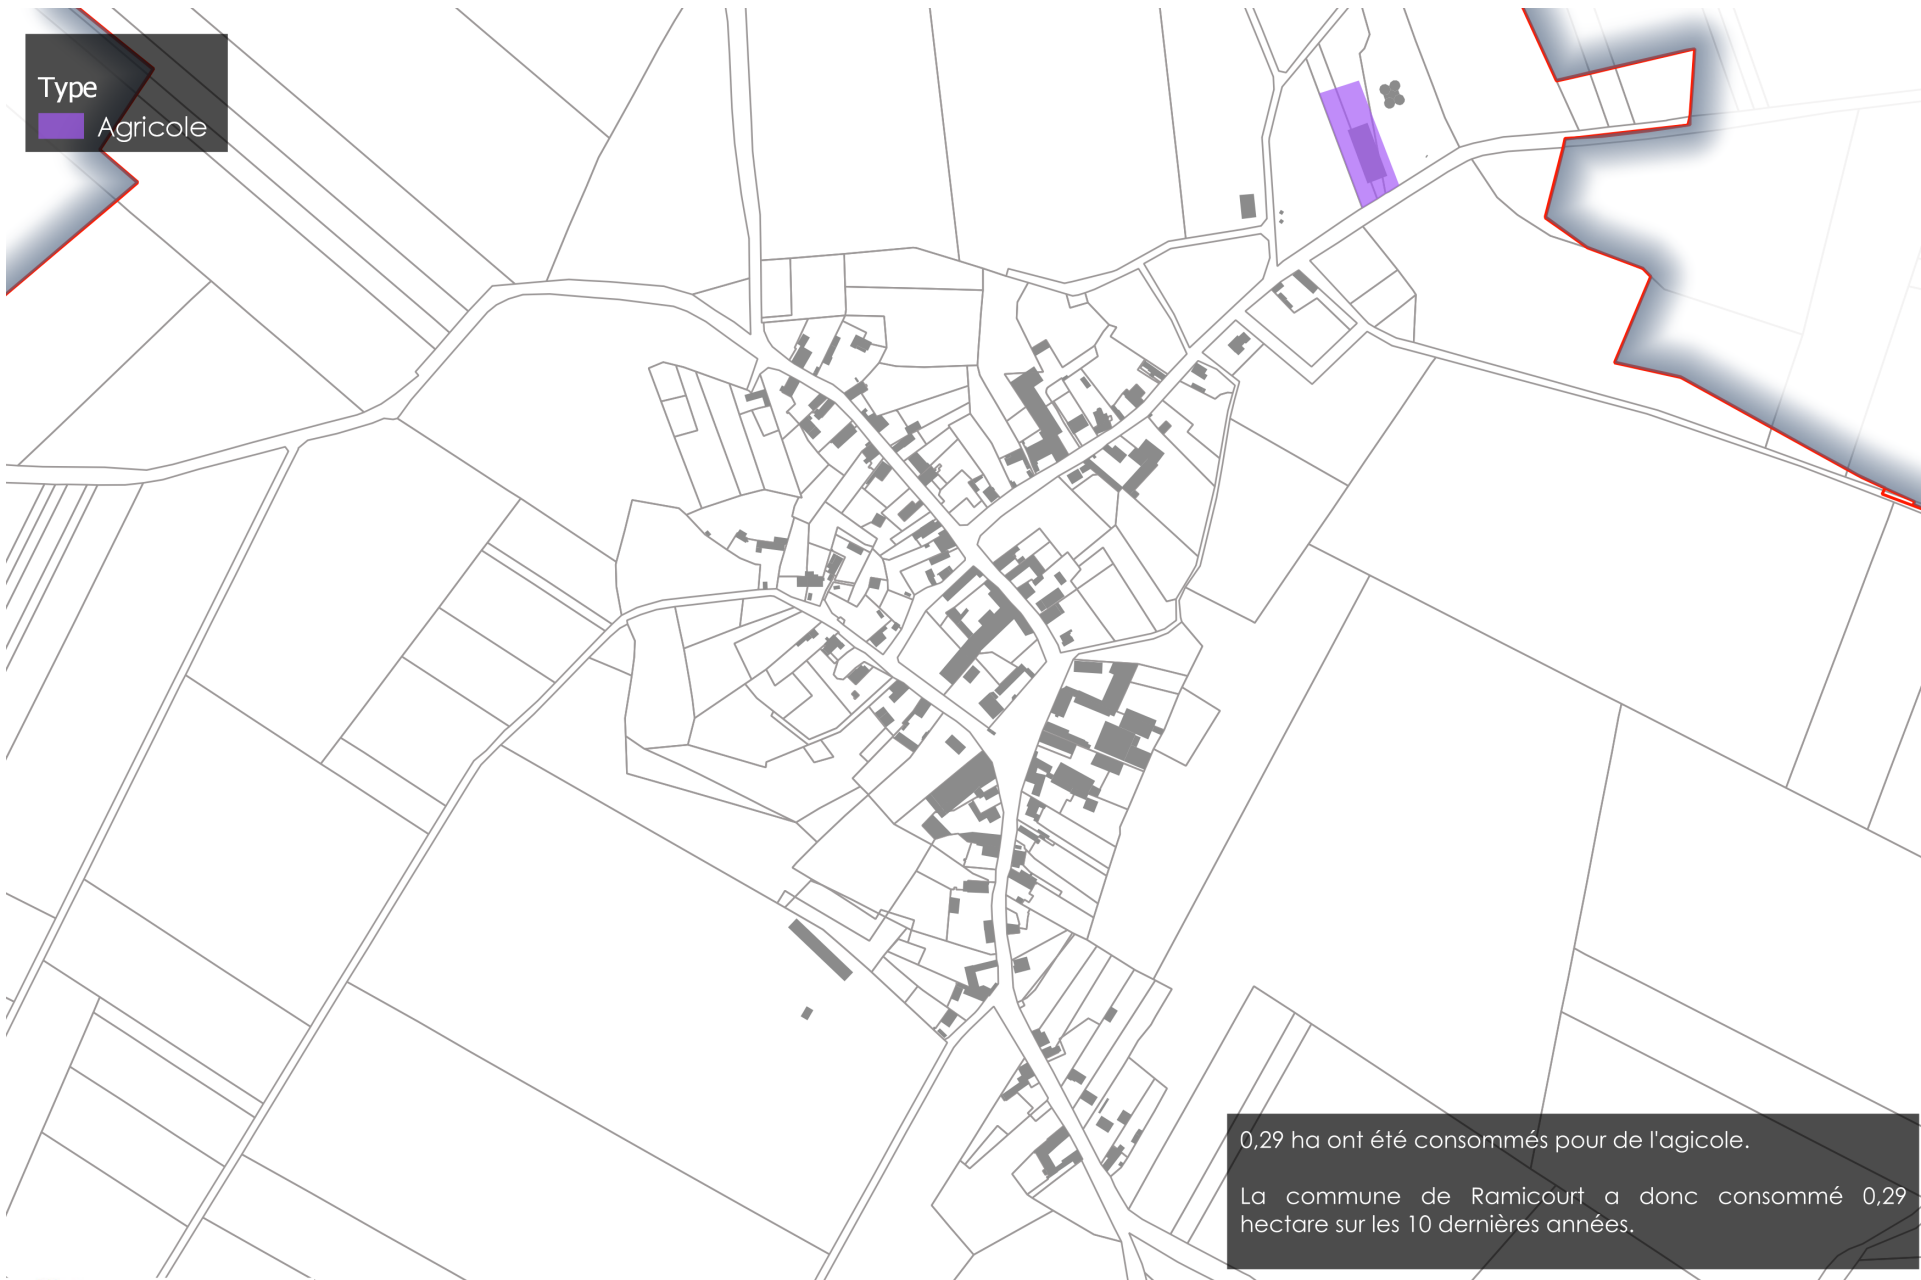 Type
Agricole
0,29 ha ont été consommés pour de l'agicole.
La commune de Ramicourt a donc consommé 0,29
hectare sur les 10 dernières années.